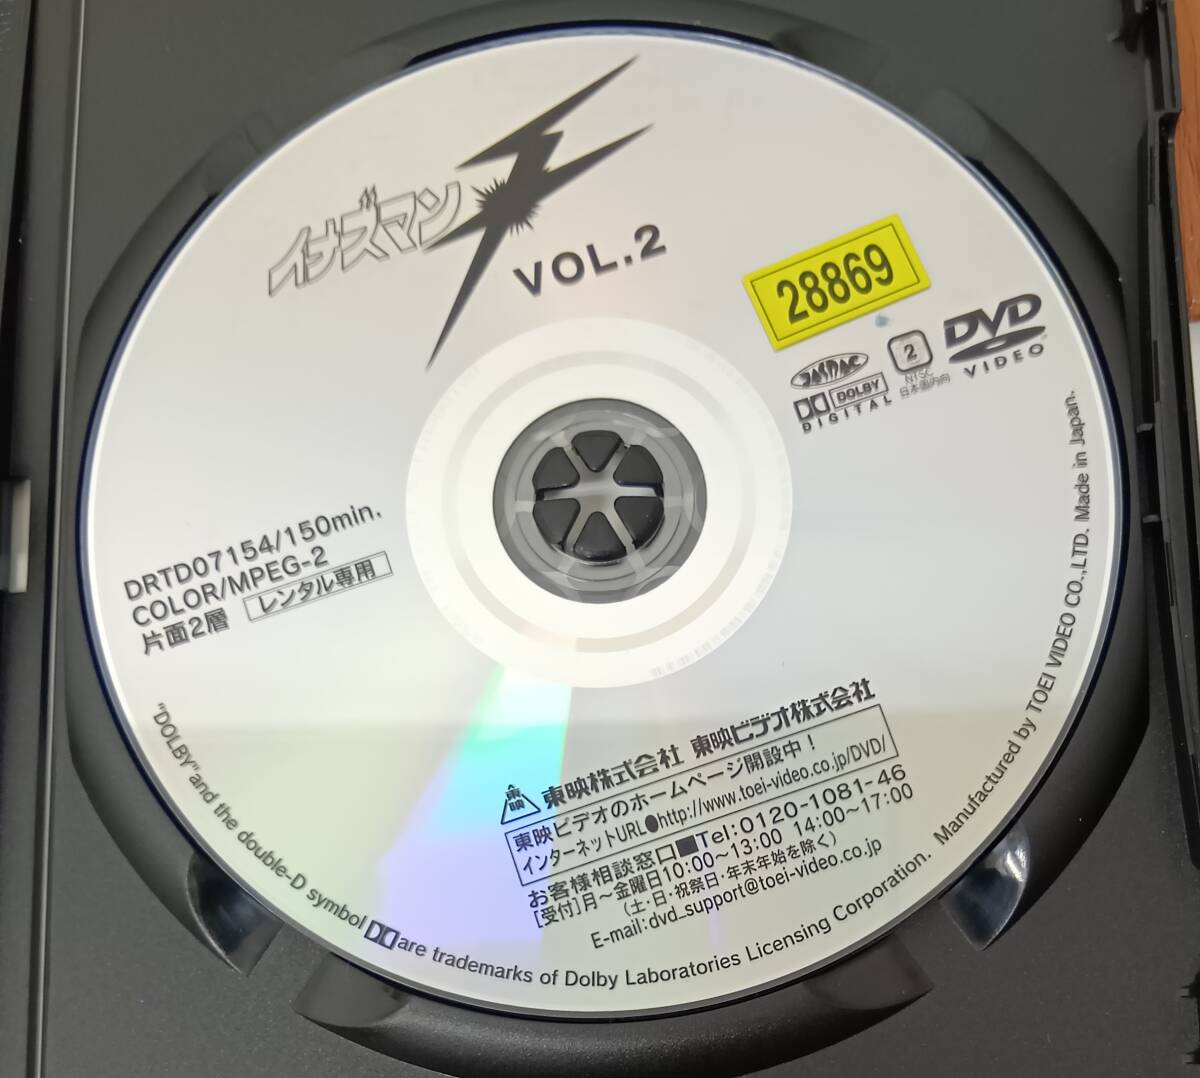 イナズマンF
VOL.2
28869
JASRAC
DOLBY
DIGITAL
2
NTSC
日本国内向
DVD
VIDEO
DRTD07154/150min.
COLOR/MPEG-2
片面2層 レンタル専用
東映 東映株式会社 東映ビデオ株式会社
東映ビデオのホームページ開設中！
インターネットURL●http://www.toei-video.co.jp/DVD/
お客様相談窓口■Tel:0120-1081-46
[受付]月～金曜日10:00～13:00 14:00～17:00
(土・日・祝祭日・年末年始を除く)
E-mail:dvd_support@toei-video.co.jp
"DOLBY"and the double-D symbol are trademarks of Dolby Laboratories Licensing Corporation. Manufactured by TOEI VIDEO CO.,LTD. Made in Japan.